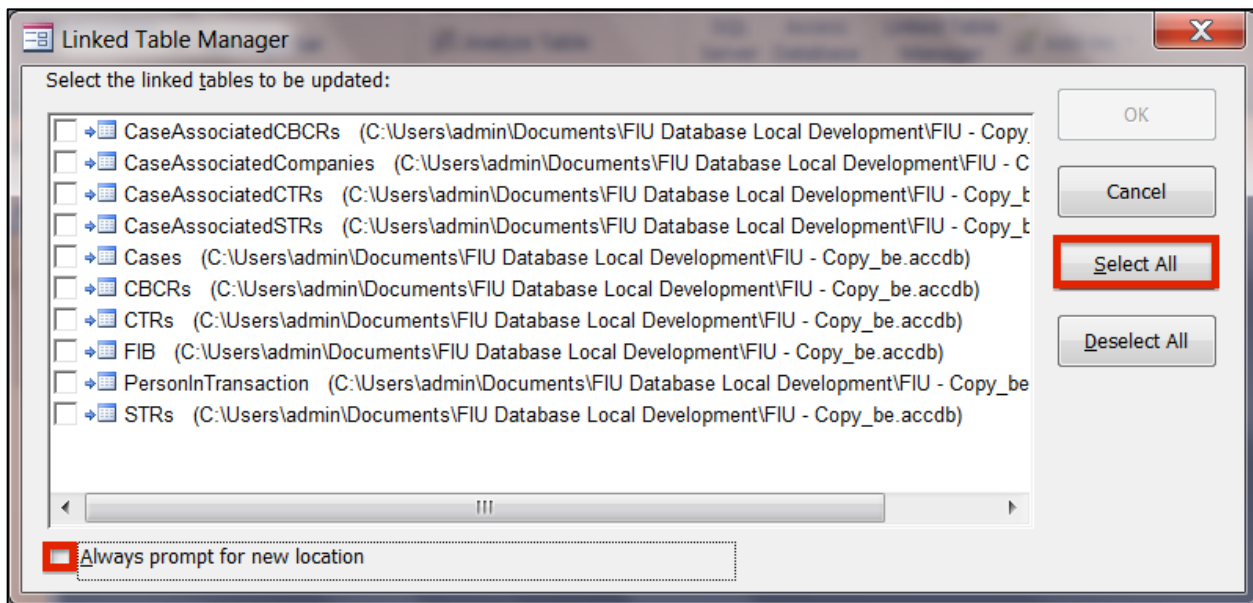 Linked Table Manager
X
Select the linked tables to be updated:
CaseAssociatedCBCRs (C:\Users\admin\Documents\FIU Database Local Development\FIU - Copy_
CaseAssociatedCompanies (C:\Users\admin\Documents\FIU Database Local Development\FIU - C
CaseAssociatedCTRs (C:\Users\admin\Documents\FIU Database Local Development\FIU - Copy_b
CaseAssociatedSTRs (C:\Users\admin\Documents\FIU Database Local Development\FIU - Copy_b
Cases (C:\Users\admin\Documents\FIU Database Local Development\FIU - Copy_be.accdb)
CBCRs (C:\Users\admin\Documents\FIU Database Local Development\FIU - Copy_be.accdb)
CTRs (C:\Users\admin\Documents\FIU Database Local Development\FIU - Copy_be.accdb)
FIB (C:\Users\admin\Documents\FIU Database Local Development\FIU - Copy_be.accdb)
PersonInTransaction (C:\Users\admin\Documents\FIU Database Local Development\FIU - Copy_be
STRs (C:\Users\admin\Documents\FIU Database Local Development\FIU - Copy_be.accdb)
OK
Cancel
Select All
Deselect All
Always prompt for new location